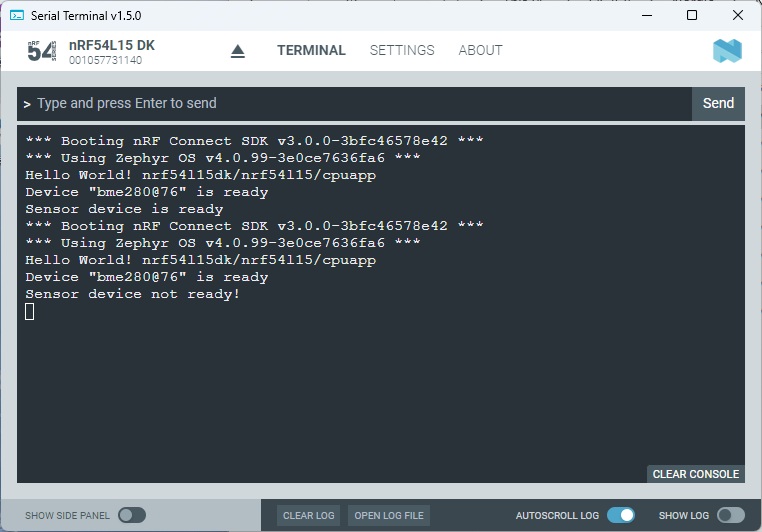 Serial Terminal v1.5.0
nRF 54 SERIES
nRF54L15 DK
001057731140
TERMINAL
SETTINGS
ABOUT
> Type and press Enter to send
Send
*** Booting nRF Connect SDK v3.0.0-3bfc46578e42 ***
*** Using Zephyr OS v4.0.99-3e0ce7636fa6 ***
Hello World! nrf54l15dk/nrf54l15/cpuapp
Device "bme280@76" is ready
Sensor device is ready
*** Booting nRF Connect SDK v3.0.0-3bfc46578e42 ***
*** Using Zephyr OS v4.0.99-3e0ce7636fa6 ***
Hello World! nrf54l15dk/nrf54l15/cpuapp
Device "bme280@76" is ready
Sensor device not ready!
CLEAR CONSOLE
SHOW SIDE PANEL
CLEAR LOG
OPEN LOG FILE
AUTOSCROLL LOG
SHOW LOG